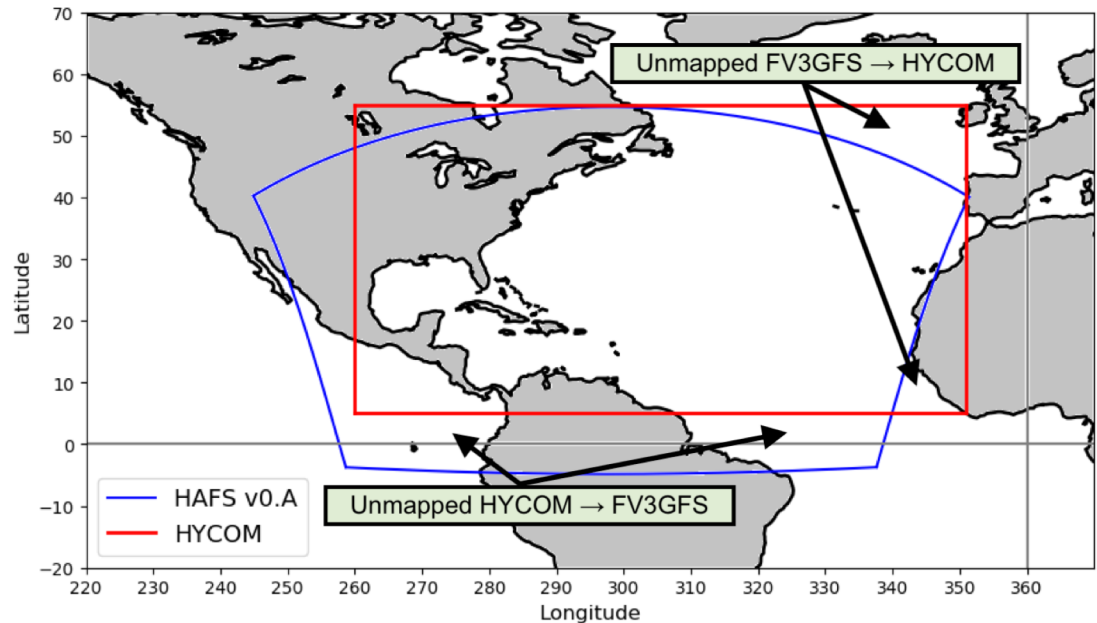 70
60
50
40
30
20
10
0
−10
−20
Latitude
Unmapped FV3GFS → HYCOM
Unmapped HYCOM → FV3GFS
HAFS v0.A
HYCOM
220 230 240 250 260 270 280 290 300 310 320 330 340 350 360
Longitude